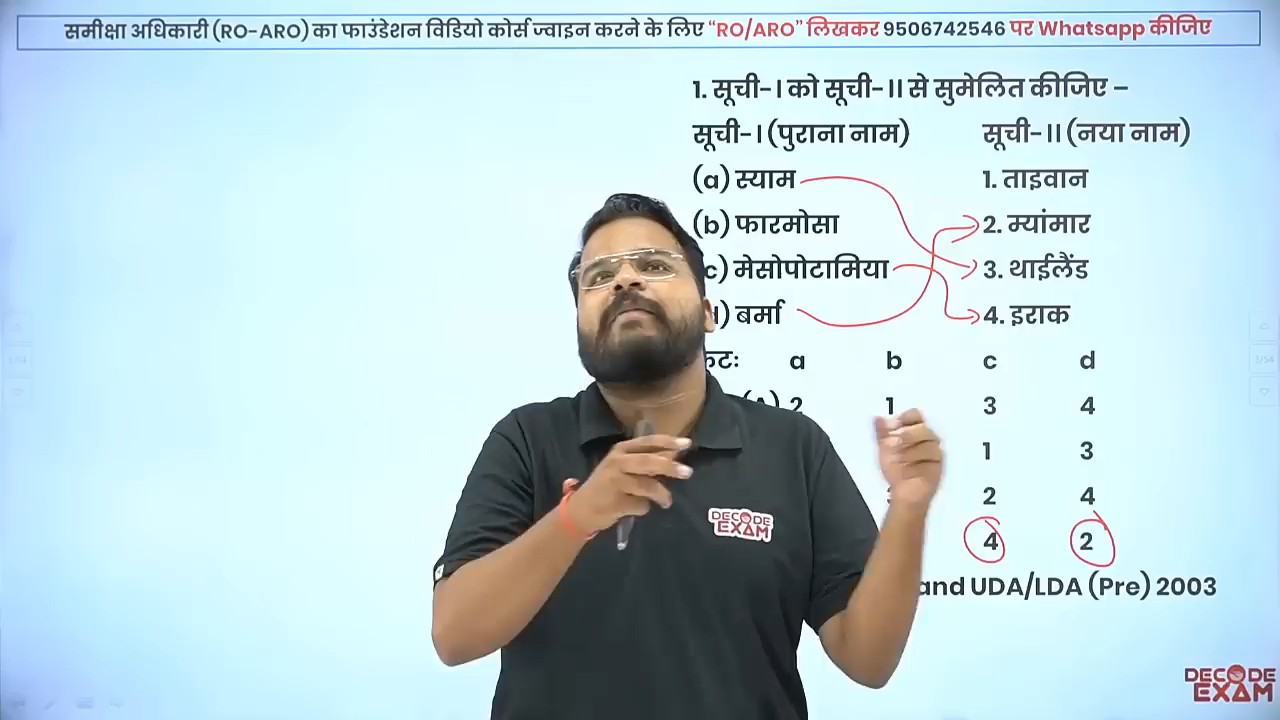 समीक्षा अधिकारी (RO-ARO) का फाउंडेशन विडियो कोर्स ज्वाइन करने के लिए "RO/ARO" लिखकर 9506742546 पर Whatsapp कीजिए
1. सूची-I को सूची-II से सुमेलित कीजिए –
सूची-I (पुराना नाम) सूची-II (नया नाम)
(a) स्याम 1. ताइवान
(b) फारमोसा 2. म्यांमार
c) मेसोपोटामिया 3. थाईलैंड
) बर्मा 4. इराक
a b c d
(A) 2 1 3 4
1 3
2 4
4 2
and UDA/LDA (Pre) 2003
DECODE
EXAM
DECODE
EXAM